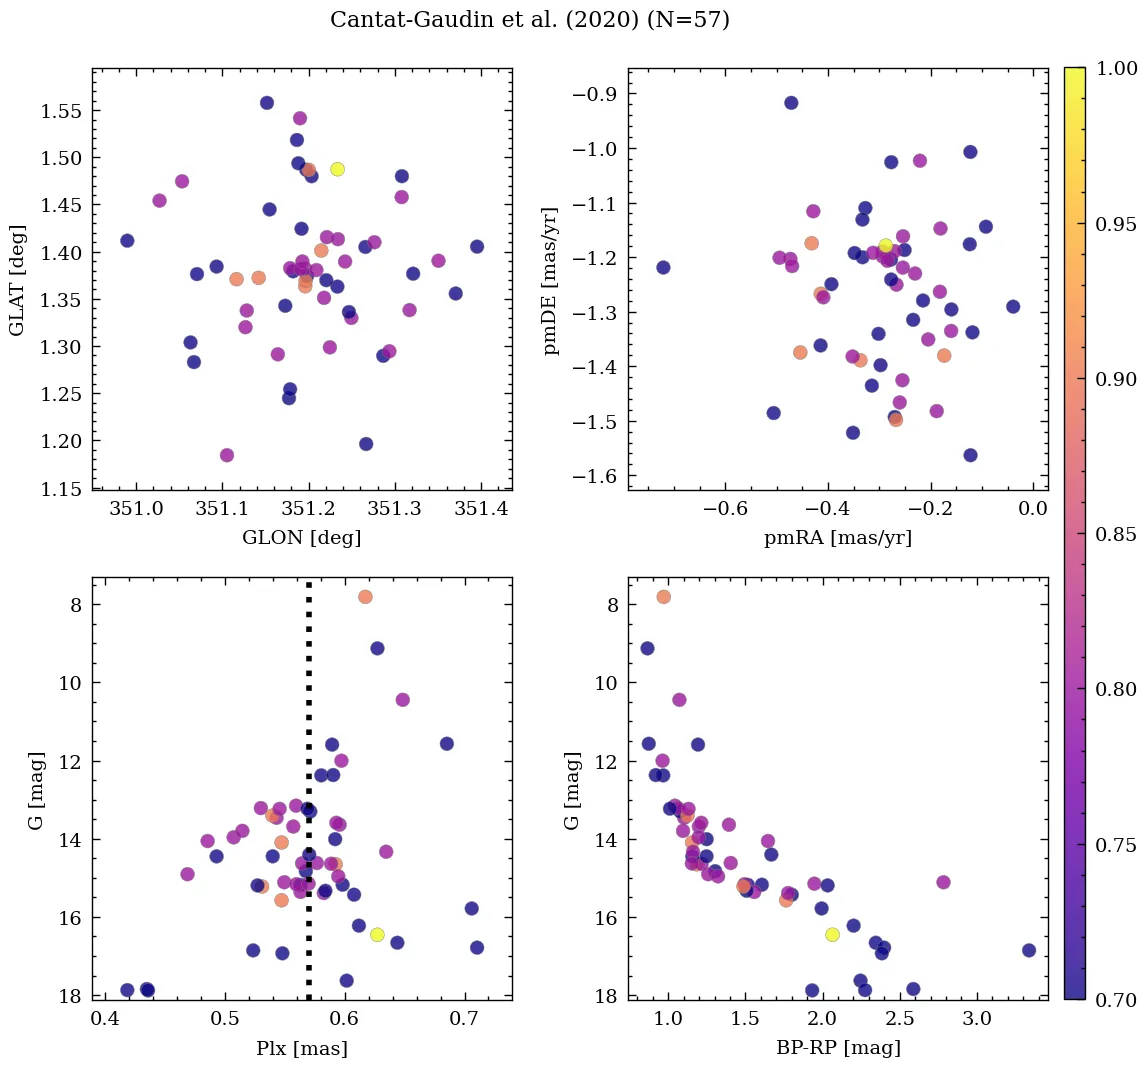 Cantat-Gaudin et al. (2020) (N=57)
1.55
1.50
1.45
1.40
1.35
1.30
1.25
1.20
1.15
GLAT [deg]
351.0 351.1 351.2 351.3 351.4
GLON [deg]
−0.9
−1.0
−1.1
−1.2
−1.3
−1.4
−1.5
−1.6
pmDE [mas/yr]
−0.6 −0.4 −0.2 0.0
pmRA [mas/yr]
1.00
0.95
0.90
0.85
0.80
0.75
0.70
8
10
12
14
16
18
G [mag]
0.4 0.5 0.6 0.7
Plx [mas]
8
10
12
14
16
18
G [mag]
1.0 1.5 2.0 2.5 3.0
BP-RP [mag]